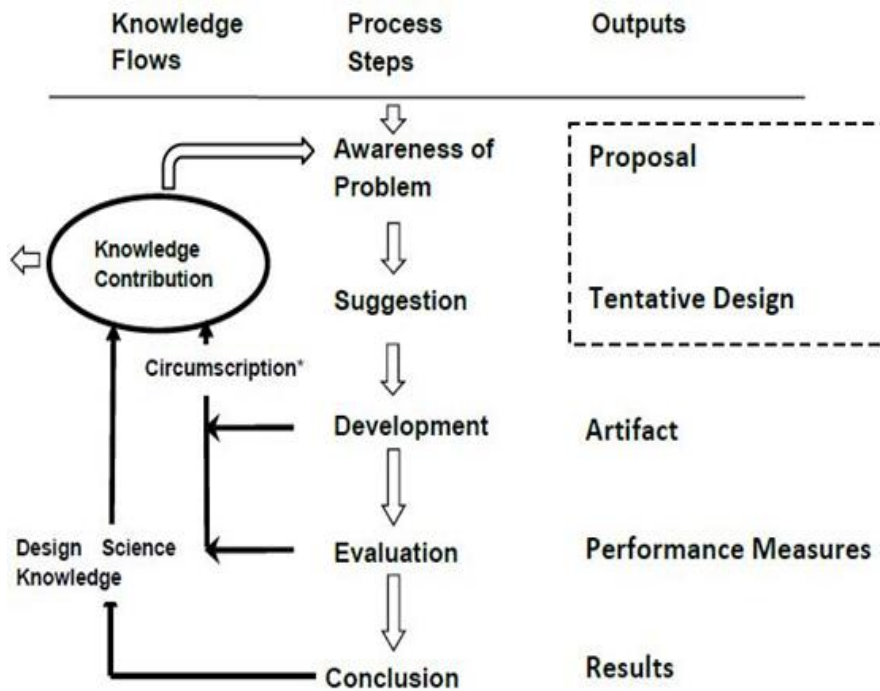 Knowledge
Flows
Process
Steps
Outputs
Awareness of
Problem
Proposal
Knowledge
Contribution
Suggestion
Tentative Design
Circumscription*
Development
Artifact
Design Science
Knowledge
Evaluation
Performance Measures
Conclusion
Results